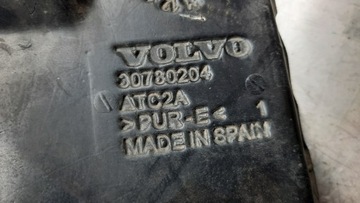 VOLVO
30780204
ATC2A
>PUR-E< 1
MADE IN SPAIN